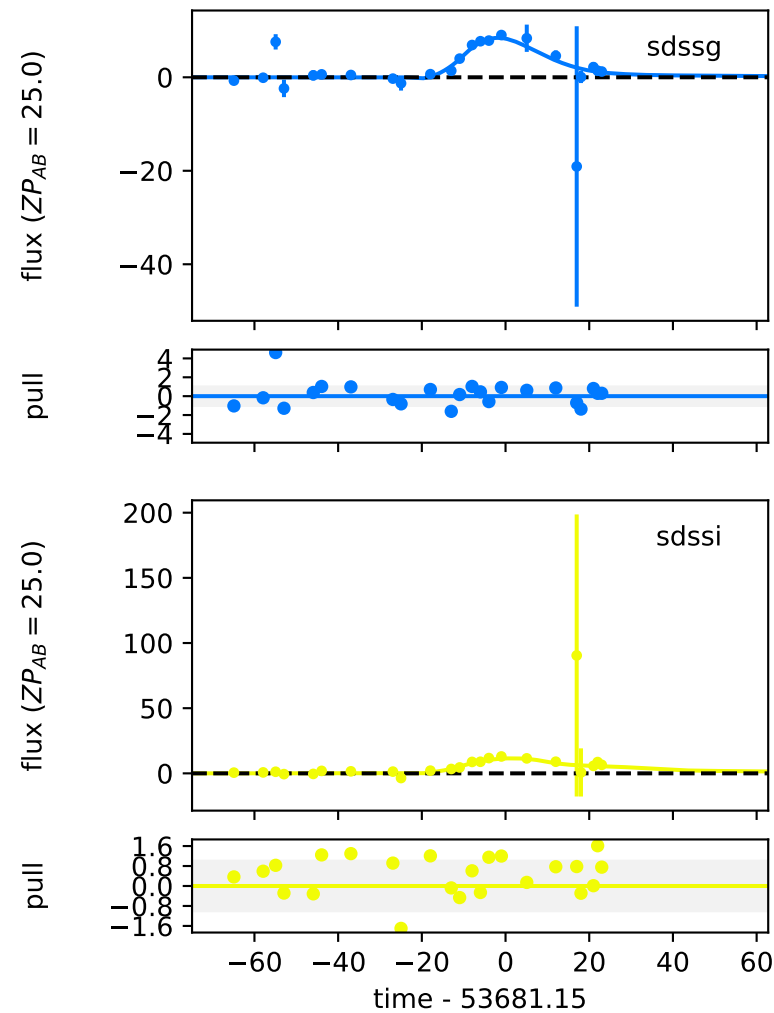 sdssg
flux (ZP_AB = 25.0)
0
−20
−40
pull
4
2
0
−2
−4
sdssi
flux (ZP_AB = 25.0)
200
150
100
50
0
pull
1.6
0.8
0.0
−0.8
−1.6
−60 −40 −20 0 20 40 60
time - 53681.15